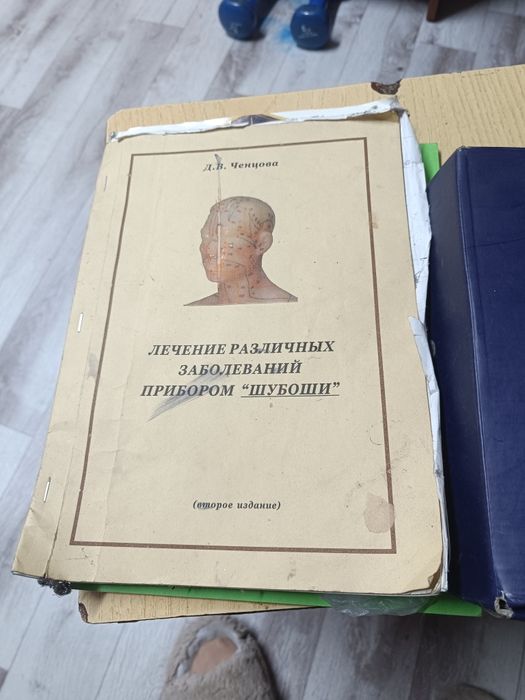 Д.В. Ченцова
ЛЕЧЕНИЕ РАЗЛИЧНЫХ
ЗАБОЛЕВАНИЙ
ПРИБОРОМ “ШУБОШИ”
(второе издание)